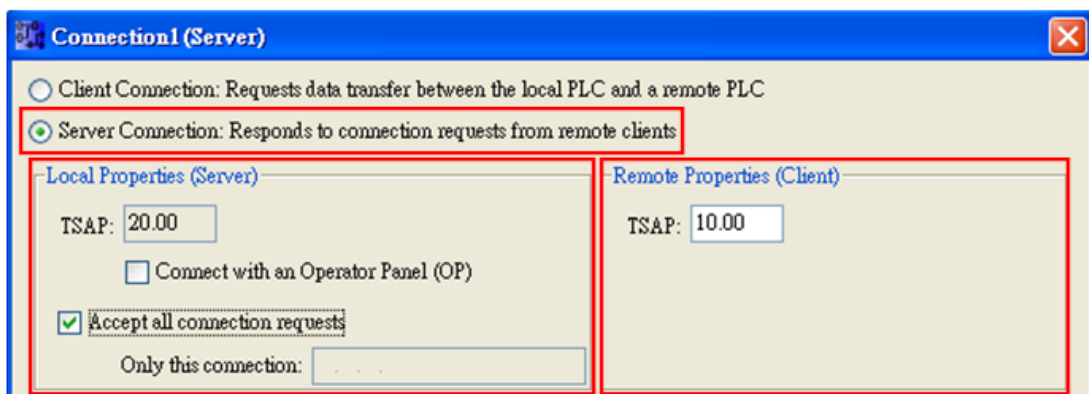 Connection1 (Server)
Client Connection: Requests data transfer between the local PLC and a remote PLC
Server Connection: Responds to connection requests from remote clients
Local Properties (Server)
TSAP: 20.00
Connect with an Operator Panel (OP)
Accept all connection requests
Only this connection: . . .
Remote Properties (Client)
TSAP: 10.00